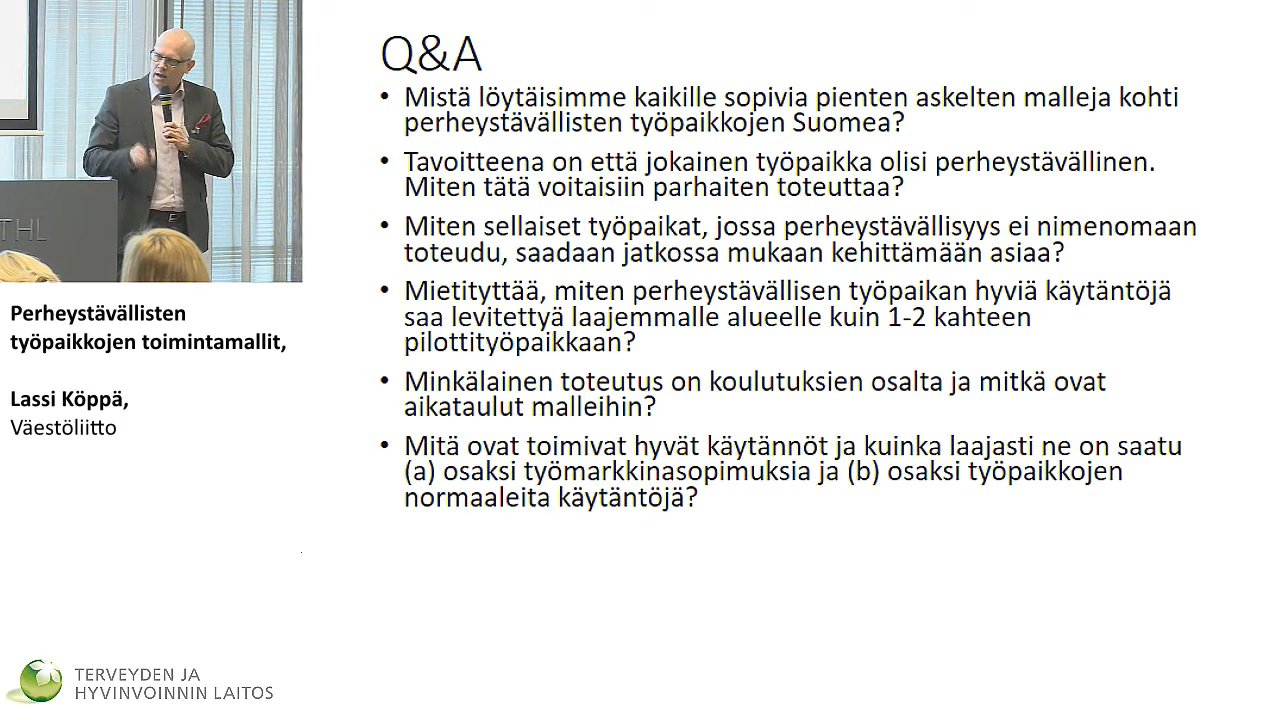 THL
Perheystävällisten
työpaikkojen toimintamallit,
Lassi Köppä,
Väestöliitto
TERVEYDEN JA
HYVINVOINNIN LAITOS
Q&A
• Mistä löytäisimme kaikille sopivia pienten askelten malleja kohti
perheystävällisten työpaikkojen Suomea?
• Tavoitteena on että jokainen työpaikka olisi perheystävällinen.
Miten tätä voitaisiin parhaiten toteuttaa?
• Miten sellaiset työpaikat, jossa perheystävällisyys ei nimenomaan
toteudu, saadaan jatkossa mukaan kehittämään asiaa?
• Mietityttää, miten perheystävällisen työpaikan hyviä käytäntöjä
saa levitettyä laajemmalle alueelle kuin 1-2 kahteen
pilottityöpaikkaan?
• Minkälainen toteutus on koulutuksien osalta ja mitkä ovat
aikataulut malleihin?
• Mitä ovat toimivat hyvät käytännöt ja kuinka laajasti ne on saatu
(a) osaksi työmarkkinasopimuksia ja (b) osaksi työpaikkojen
normaaleita käytäntöjä?